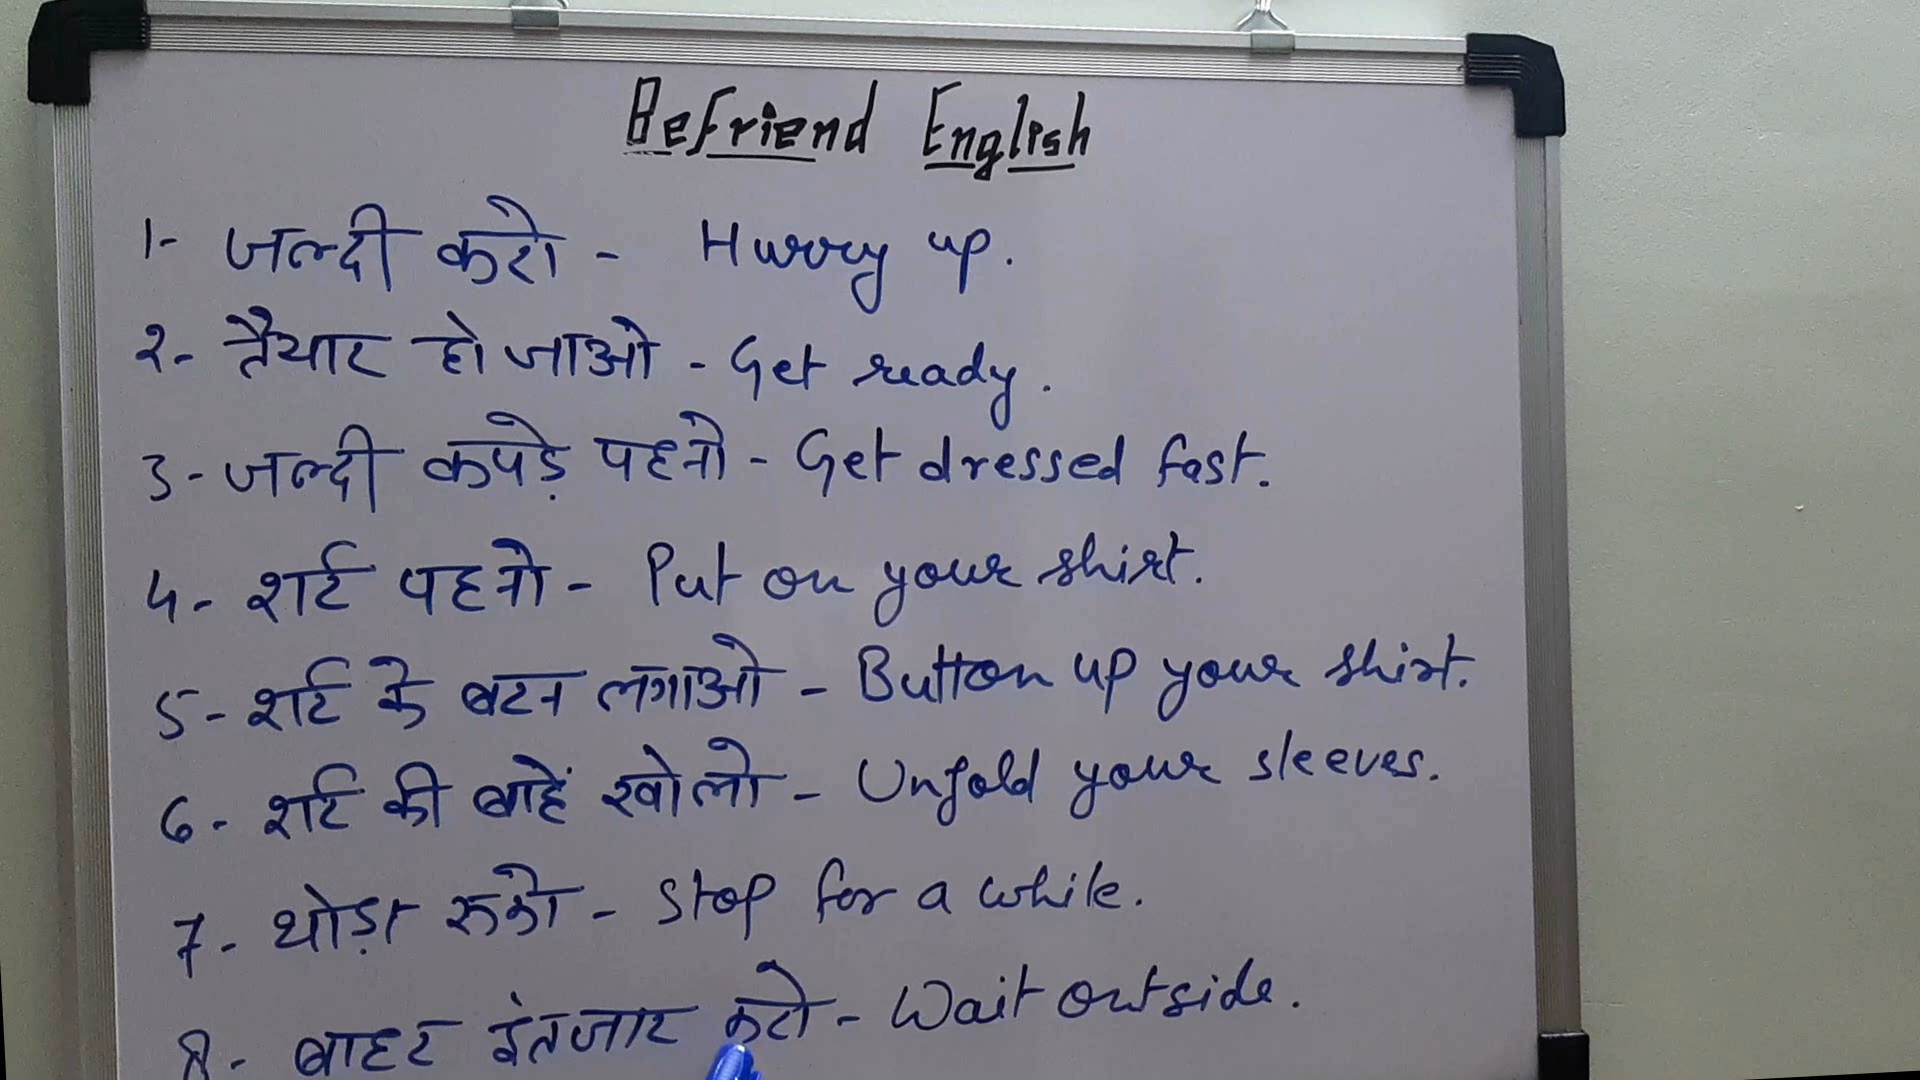 Befriend English
1- जल्दी करो - Hurry up.
2- तैयार हो जाओ - Get ready.
3- जल्दी कपड़े पहनो - Get dressed fast.
4- शर्ट पहनो - Put on your shirt.
5- शर्ट के बटन लगाओ - Button up your shirt.
6- शर्ट की बाहें खोलो - Unfold your sleeves.
7- थोड़ा रुको - Stop for a while.
8- बाहर इंतजार करो - Wait outside.